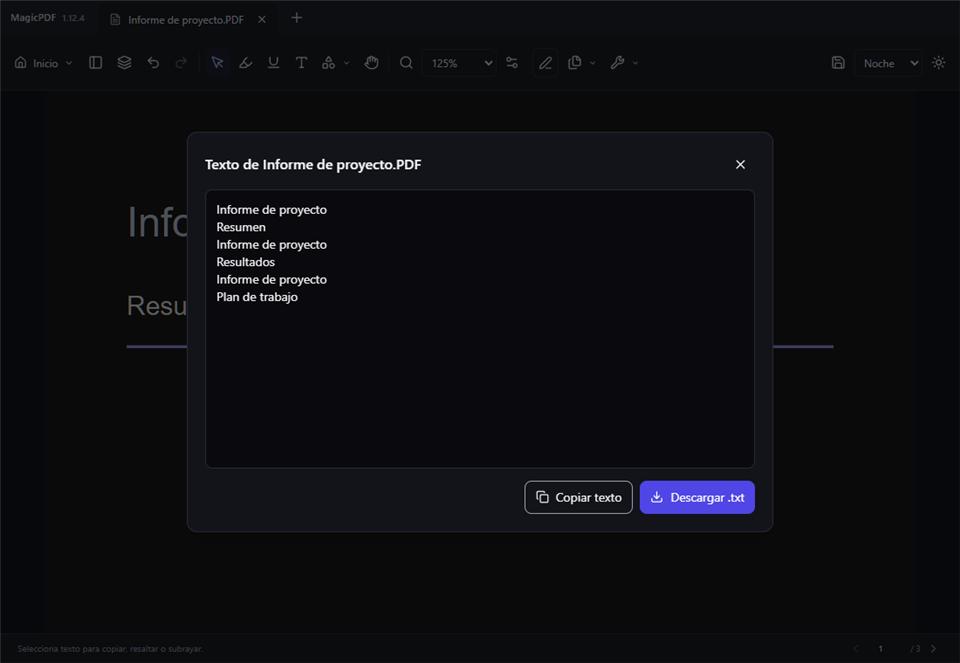 MagicPDF 1.12.4
Informe de proyecto.PDF
Inicio
125%
Noche
Info
Resu
Texto de Informe de proyecto.PDF
Informe de proyecto
Resumen
Informe de proyecto
Resultados
Informe de proyecto
Plan de trabajo
Copiar texto
Descargar .txt
Selecciona texto para copiar, resaltar o subrayar.
1 / 3